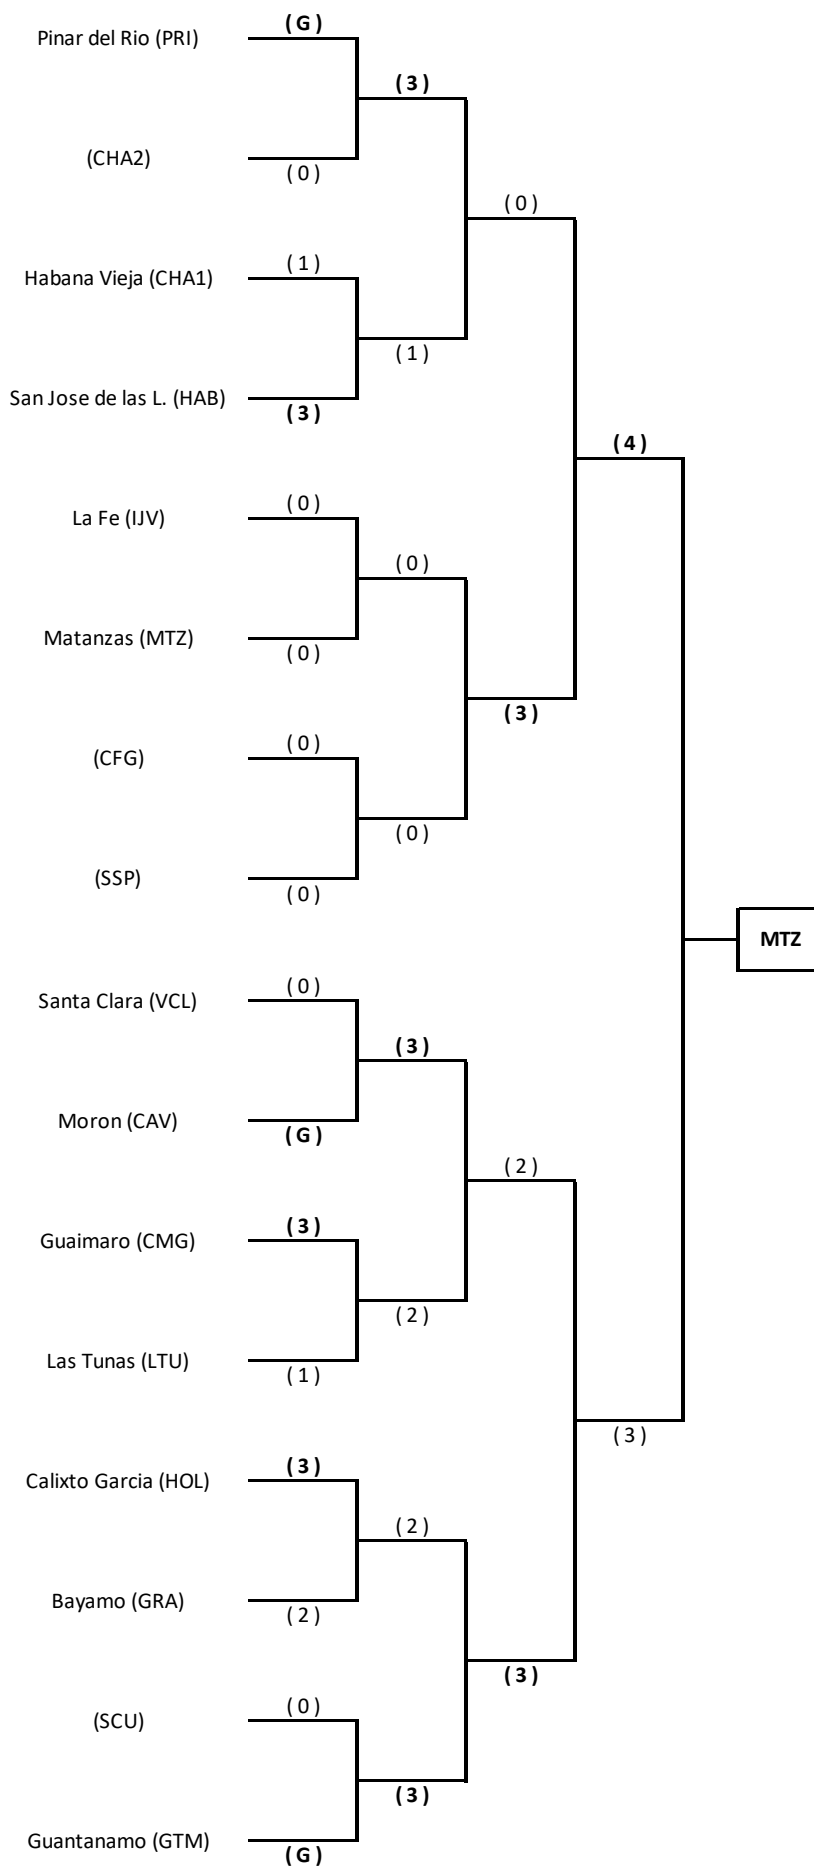 ( G )
Pinar del Rio (PRI)
( 3 )
(CHA2)
( 0 )
( 0 )
( 1 )
Habana Vieja (CHA1)
( 1 )
San Jose de las L. (HAB)
( 3 )
( 4 )
( 0 )
La Fe (IJV)
( 0 )
Matanzas (MTZ)
( 0 )
( 3 )
( 0 )
(CFG)
( 0 )
(SSP)
( 0 )
MTZ
( 0 )
Santa Clara (VCL)
( 3 )
Moron (CAV)
( G )
( 2 )
( 3 )
Guaimaro (CMG)
( 2 )
Las Tunas (LTU)
( 1 )
( 3 )
( 3 )
Calixto Garcia (HOL)
( 2 )
Bayamo (GRA)
( 2 )
( 3 )
( 0 )
(SCU)
( 3 )
Guantanamo (GTM)
( G )